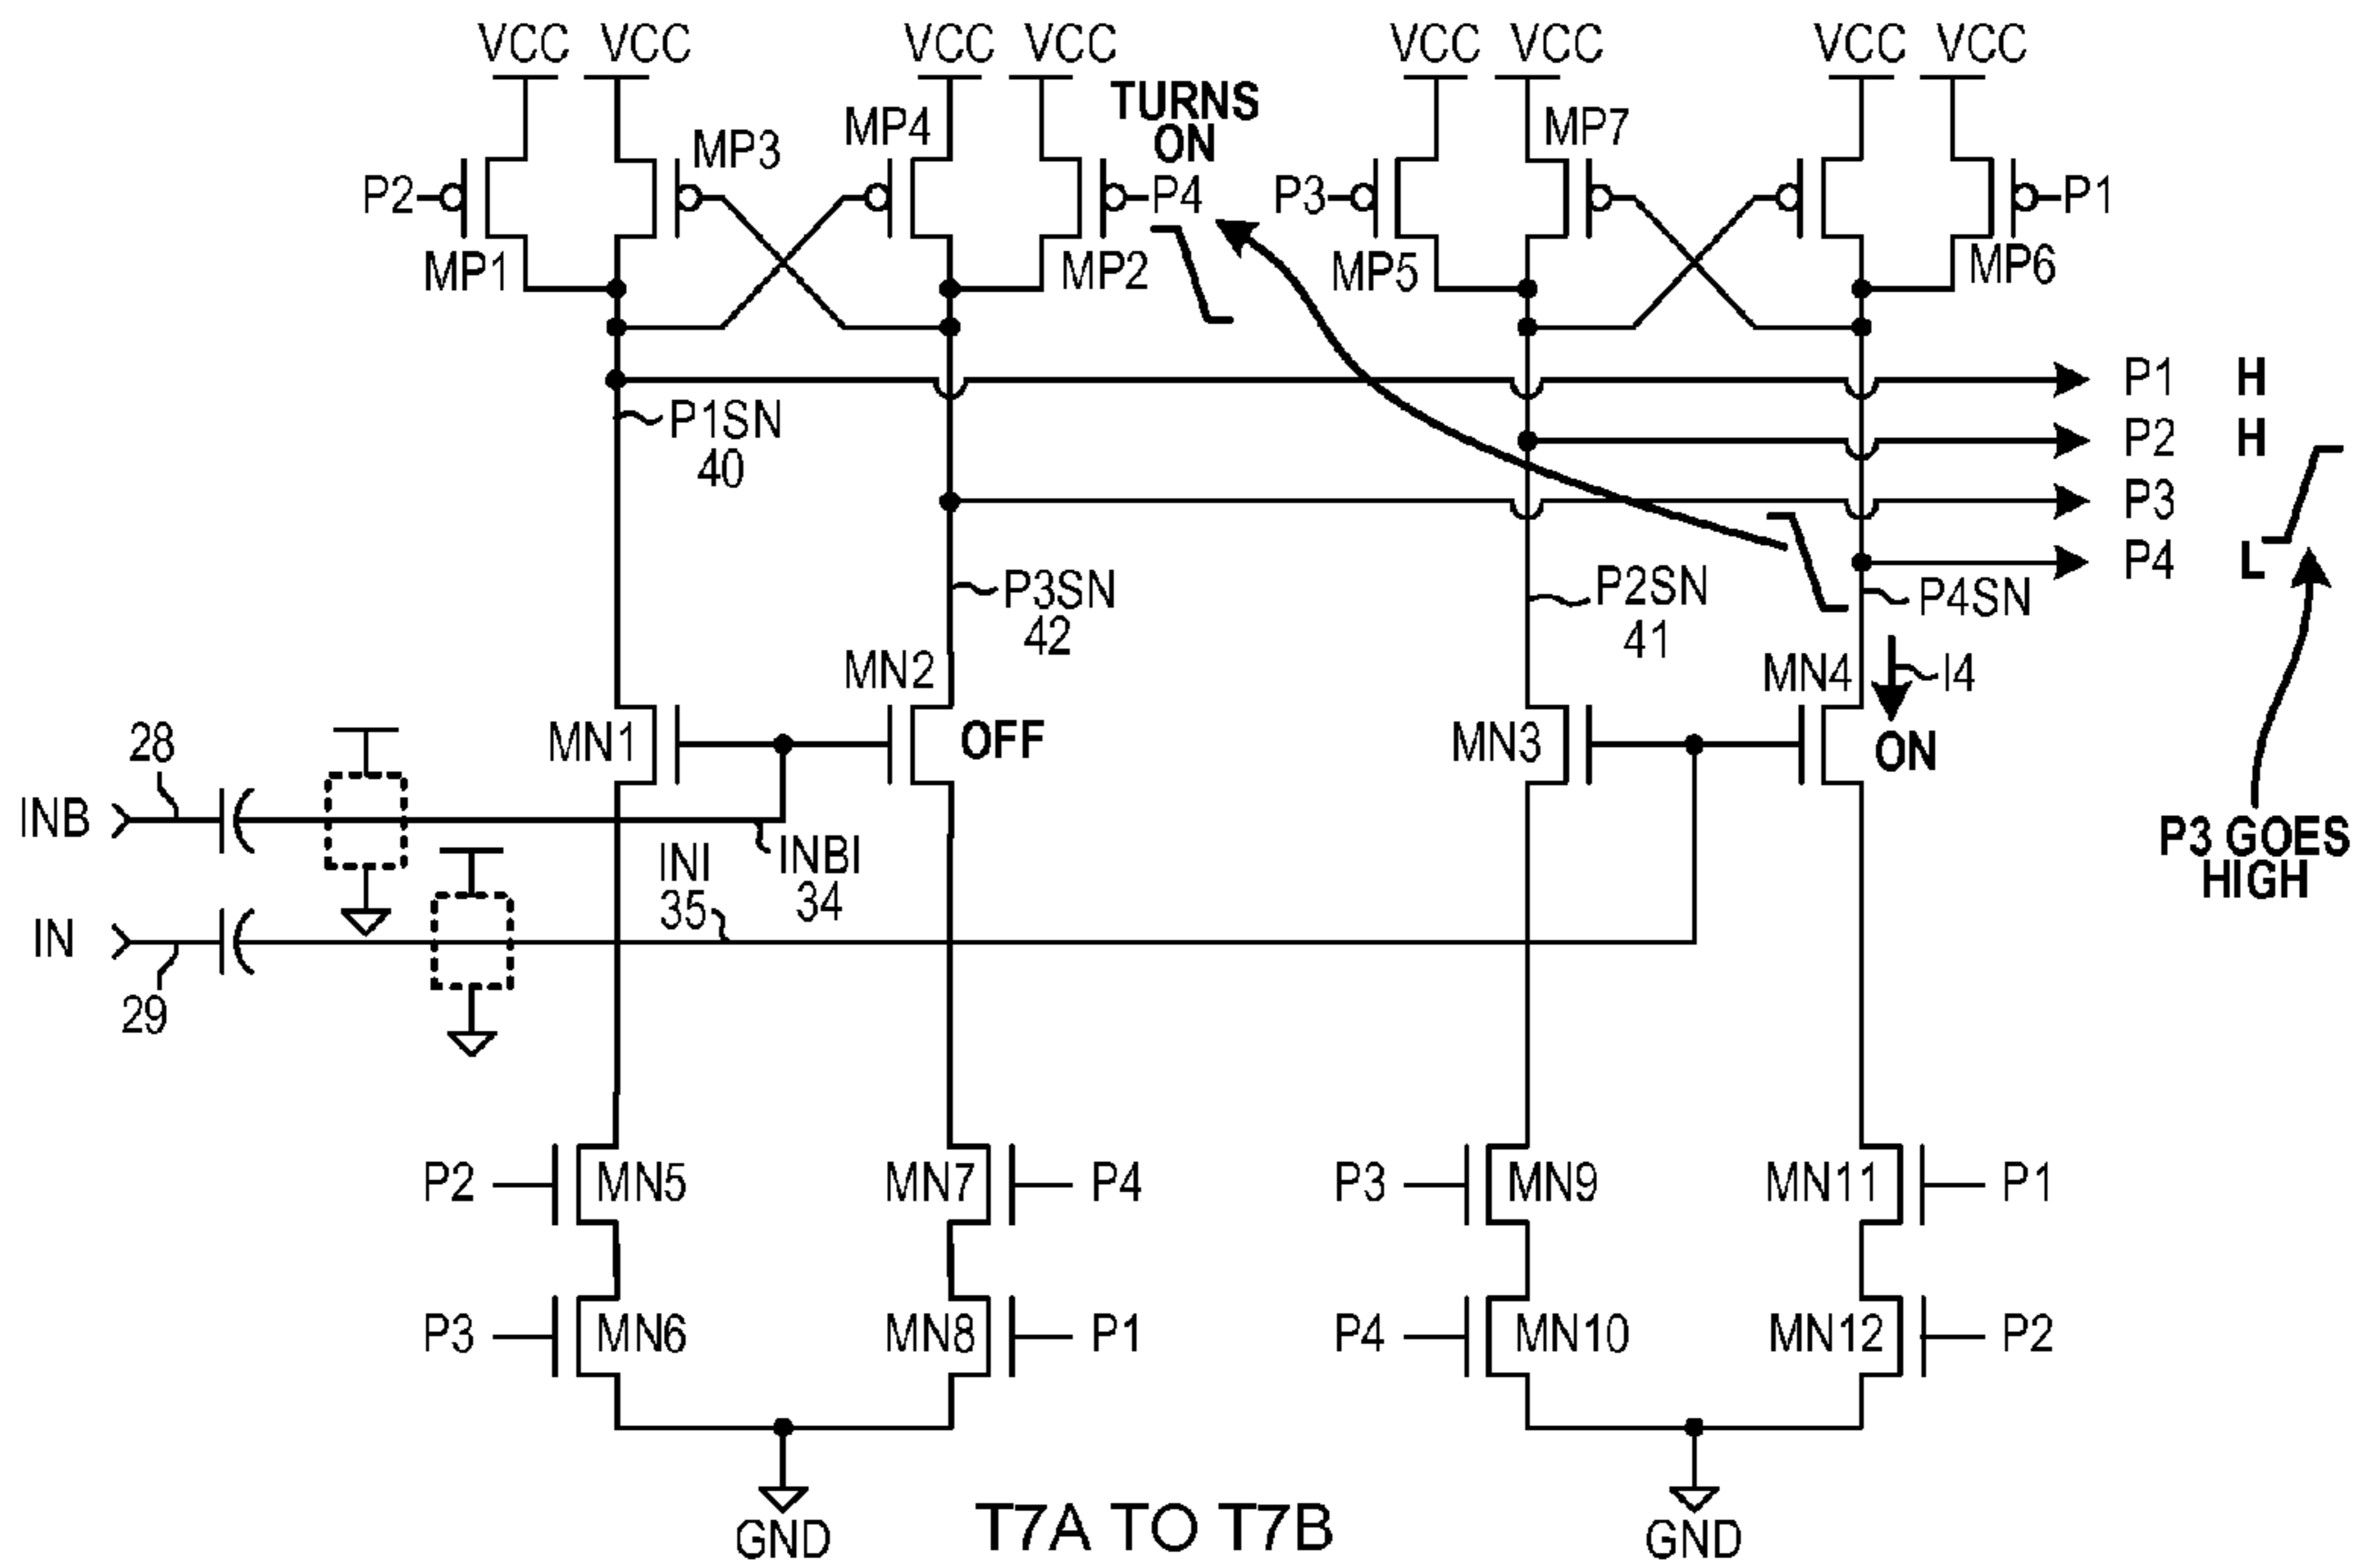 VCC VCC VCC VCC VCC VCC VCC VCC
TURNS
ON
MP3 MP4 MP7
P2 P4 P3 P1
MP1 MP2 MP5 MP6
P1 H
P1SN
40
P2 H
P3
P4 L
P3SN
42
P2SN
41
P4SN
MN2 MN4 I4
28
MN1 OFF MN3 ON
INB
P3 GOES
HIGH
INI
35
INBI
34
IN
29
P2 MN5 MN7 P4 P3 MN9 MN11 P1
P3 MN6 MN8 P1 P4 MN10 MN12 P2
GND T7A TO T7B GND